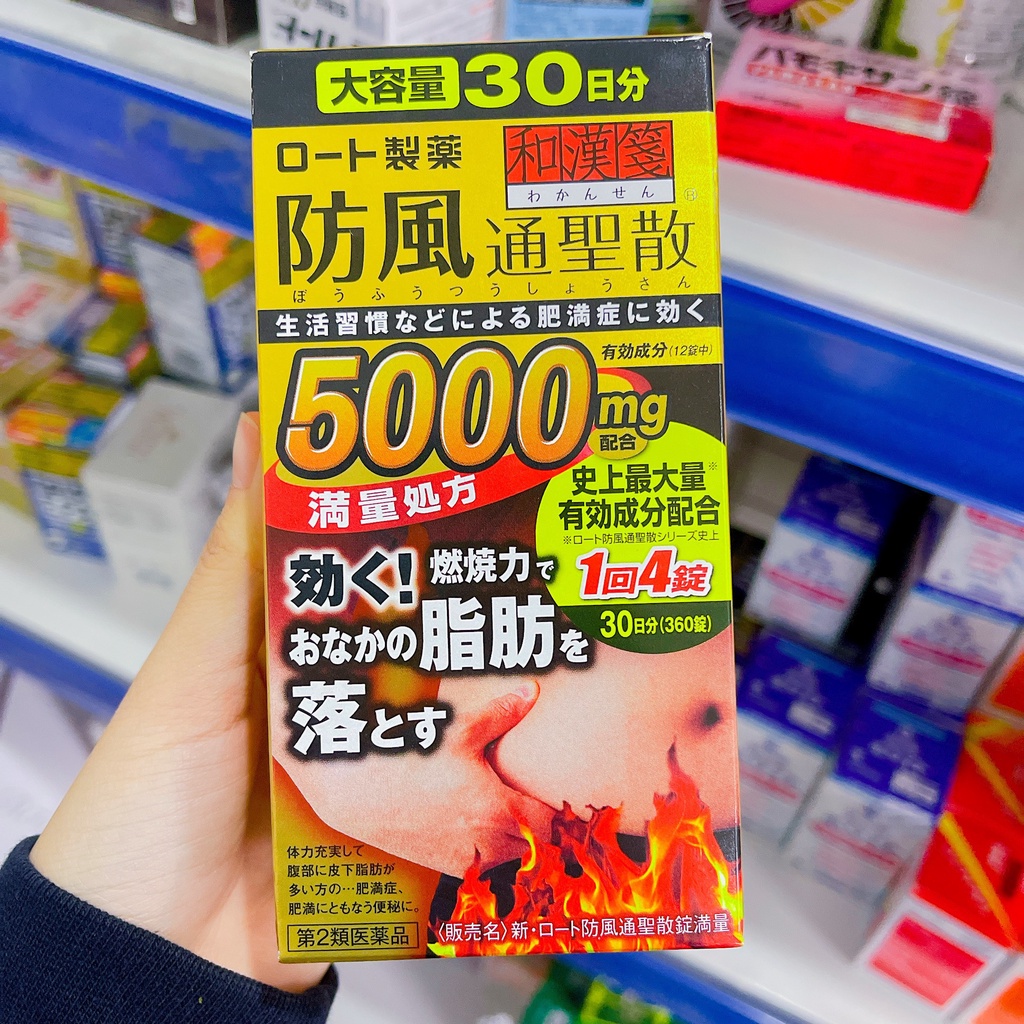 大容量30日分
ロート製薬
和漢箋
わかんせん®
防風通聖散
ぼうふうつうしょうさん
生活習慣などによる肥満症に効く
有効成分(12錠中)
5000mg
配合
満量処方
史上最大量※
有効成分配合
※ロート防風通聖散シリーズ史上
1回4錠
30日分(360錠)
効く!燃焼力で
おなかの脂肪を
落とす
体力充実して
腹部に皮下脂肪が
多い方の…肥満症、
肥満にともなう便秘に。
第2類医薬品
〈販売名〉新・ロート防風通聖散錠満量
パモキサン錠